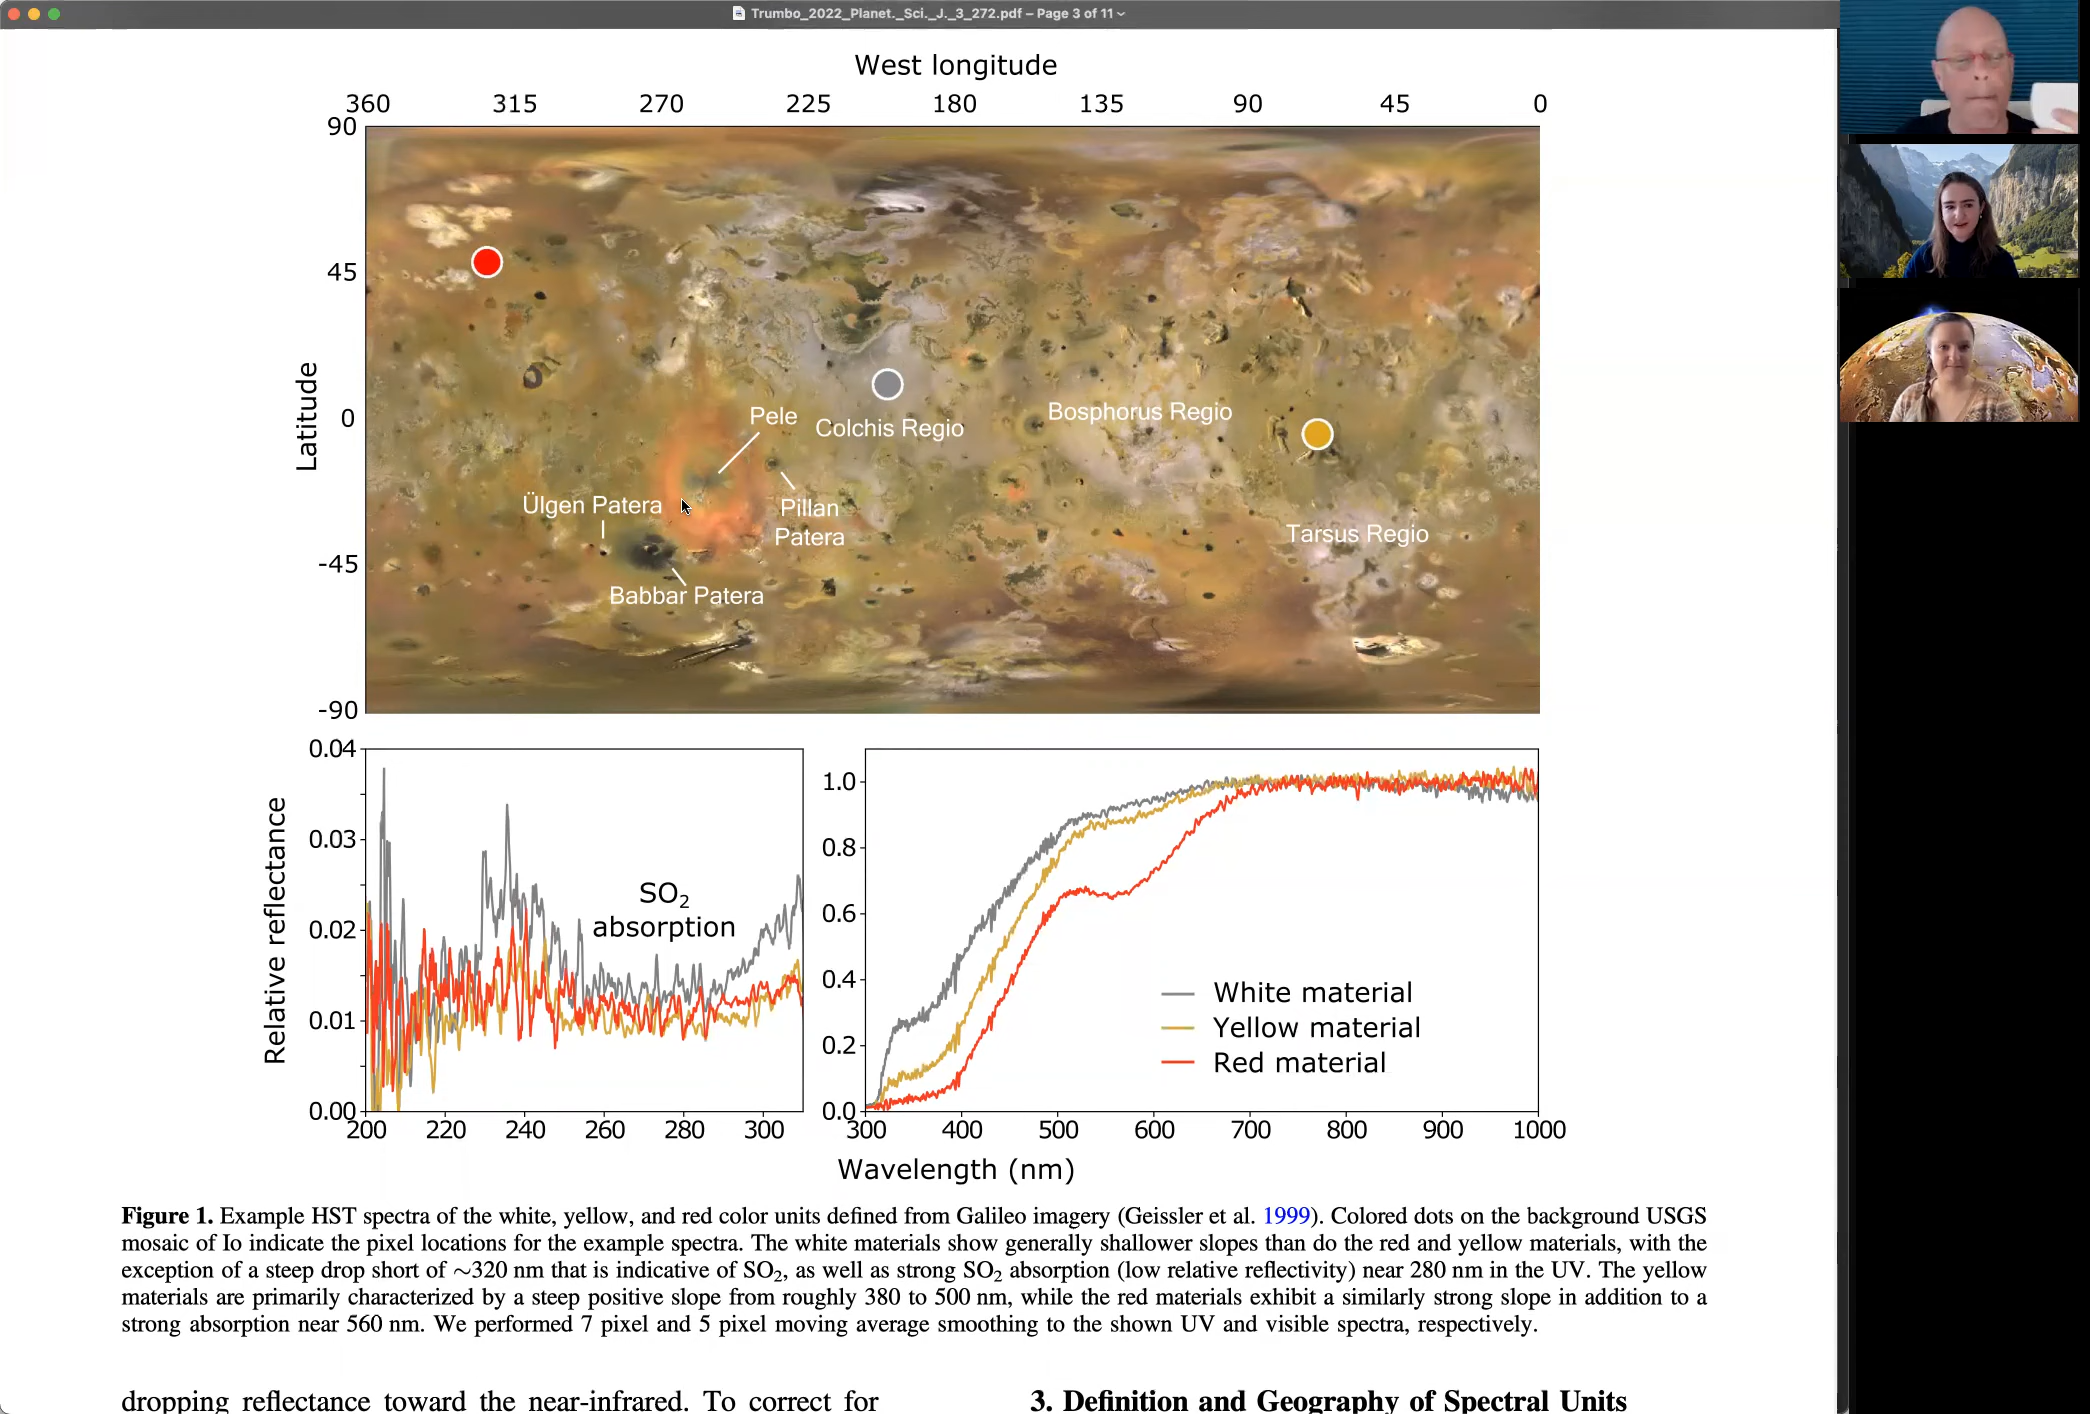 Trumbo_2022_Planet._Sci._J._3_272.pdf – Page 3 of 11
West longitude
360 315 270 225 180 135 90 45 0
90
45
0
-45
-90
Latitude
Pele
Colchis Regio
Bosphorus Regio
Ülgen Patera
Pillan
Patera
Tarsus Regio
Babbar Patera
0.04
0.03
0.02
0.01
0.00
Relative reflectance
SO₂
absorption
200 220 240 260 280 300
1.0
0.8
0.6
0.4
0.2
0.0
White material
Yellow material
Red material
300 400 500 600 700 800 900 1000
Wavelength (nm)
Figure 1. Example HST spectra of the white, yellow, and red color units defined from Galileo imagery (Geissler et al. 1999). Colored dots on the background USGS
mosaic of Io indicate the pixel locations for the example spectra. The white materials show generally shallower slopes than do the red and yellow materials, with the
exception of a steep drop short of ∼320 nm that is indicative of SO₂, as well as strong SO₂ absorption (low relative reflectivity) near 280 nm in the UV. The yellow
materials are primarily characterized by a steep positive slope from roughly 380 to 500 nm, while the red materials exhibit a similarly strong slope in addition to a
strong absorption near 560 nm. We performed 7 pixel and 5 pixel moving average smoothing to the shown UV and visible spectra, respectively.
dropping reflectance toward the near-infrared. To correct for
3. Definition and Geography of Spectral Units